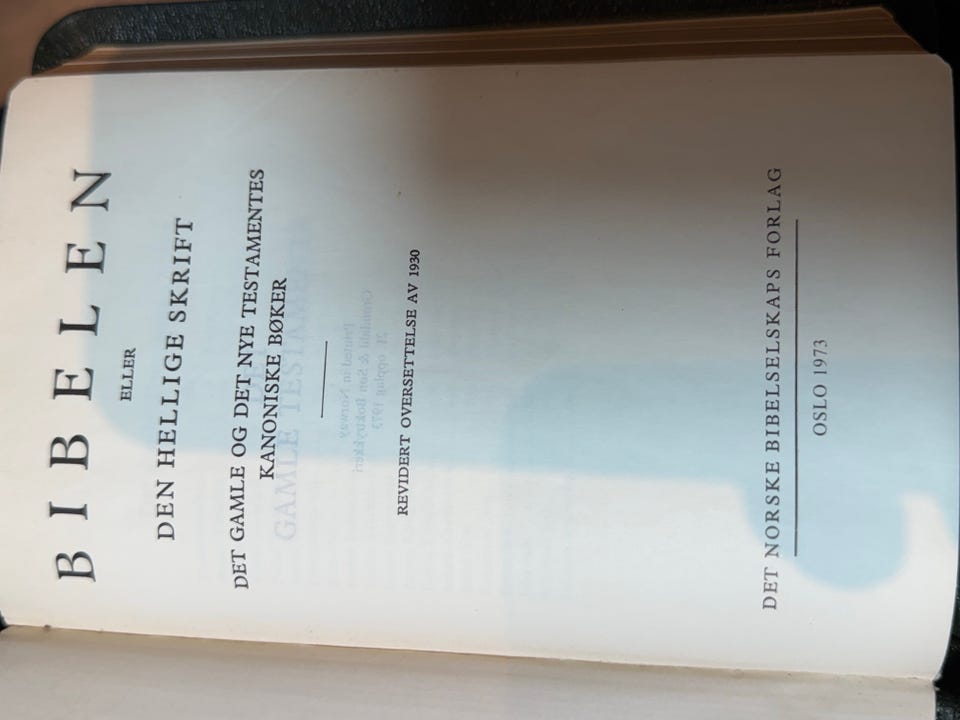 BIBELEN
ELLER
DEN HELLIGE SKRIFT
DET GAMLE OG DET NYE TESTAMENTES
KANONISKE BØKER
REVIDERT OVERSETTELSE AV 1930
DET NORSKE BIBELSELSKAPS FORLAG
OSLO 1973